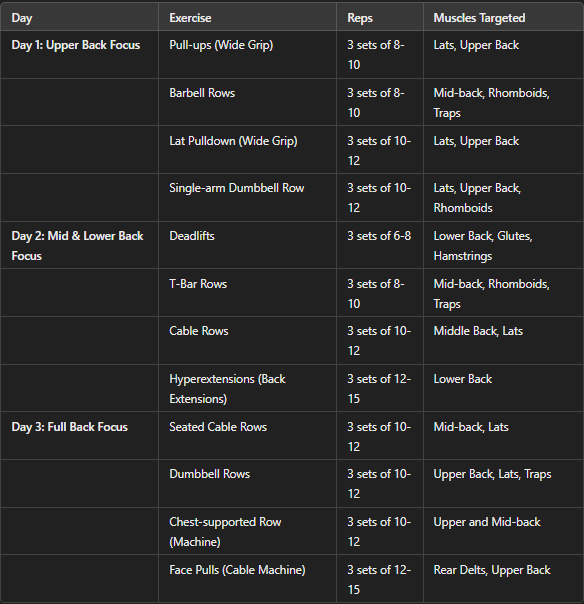 Day Exercise Reps Muscles Targeted
Day 1: Upper Back Focus Pull-ups (Wide Grip) 3 sets of 8- Lats, Upper Back
10
Barbell Rows 3 sets of 8- Mid-back, Rhomboids,
10 Traps
Lat Pulldown (Wide Grip) 3 sets of 10- Lats, Upper Back
12
Single-arm Dumbbell Row 3 sets of 10- Lats, Upper Back,
12 Rhomboids
Day 2: Mid & Lower Back Deadlifts 3 sets of 6-8 Lower Back, Glutes,
Focus Hamstrings
T-Bar Rows 3 sets of 8- Mid-back, Rhomboids,
10 Traps
Cable Rows 3 sets of 10- Middle Back, Lats
12
Hyperextensions (Back 3 sets of 12- Lower Back
Extensions) 15
Day 3: Full Back Focus Seated Cable Rows 3 sets of 10- Mid-back, Lats
12
Dumbbell Rows 3 sets of 10- Upper Back, Lats, Traps
12
Chest-supported Row 3 sets of 10- Upper and Mid-back
(Machine) 12
Face Pulls (Cable Machine) 3 sets of 12- Rear Delts, Upper Back
15